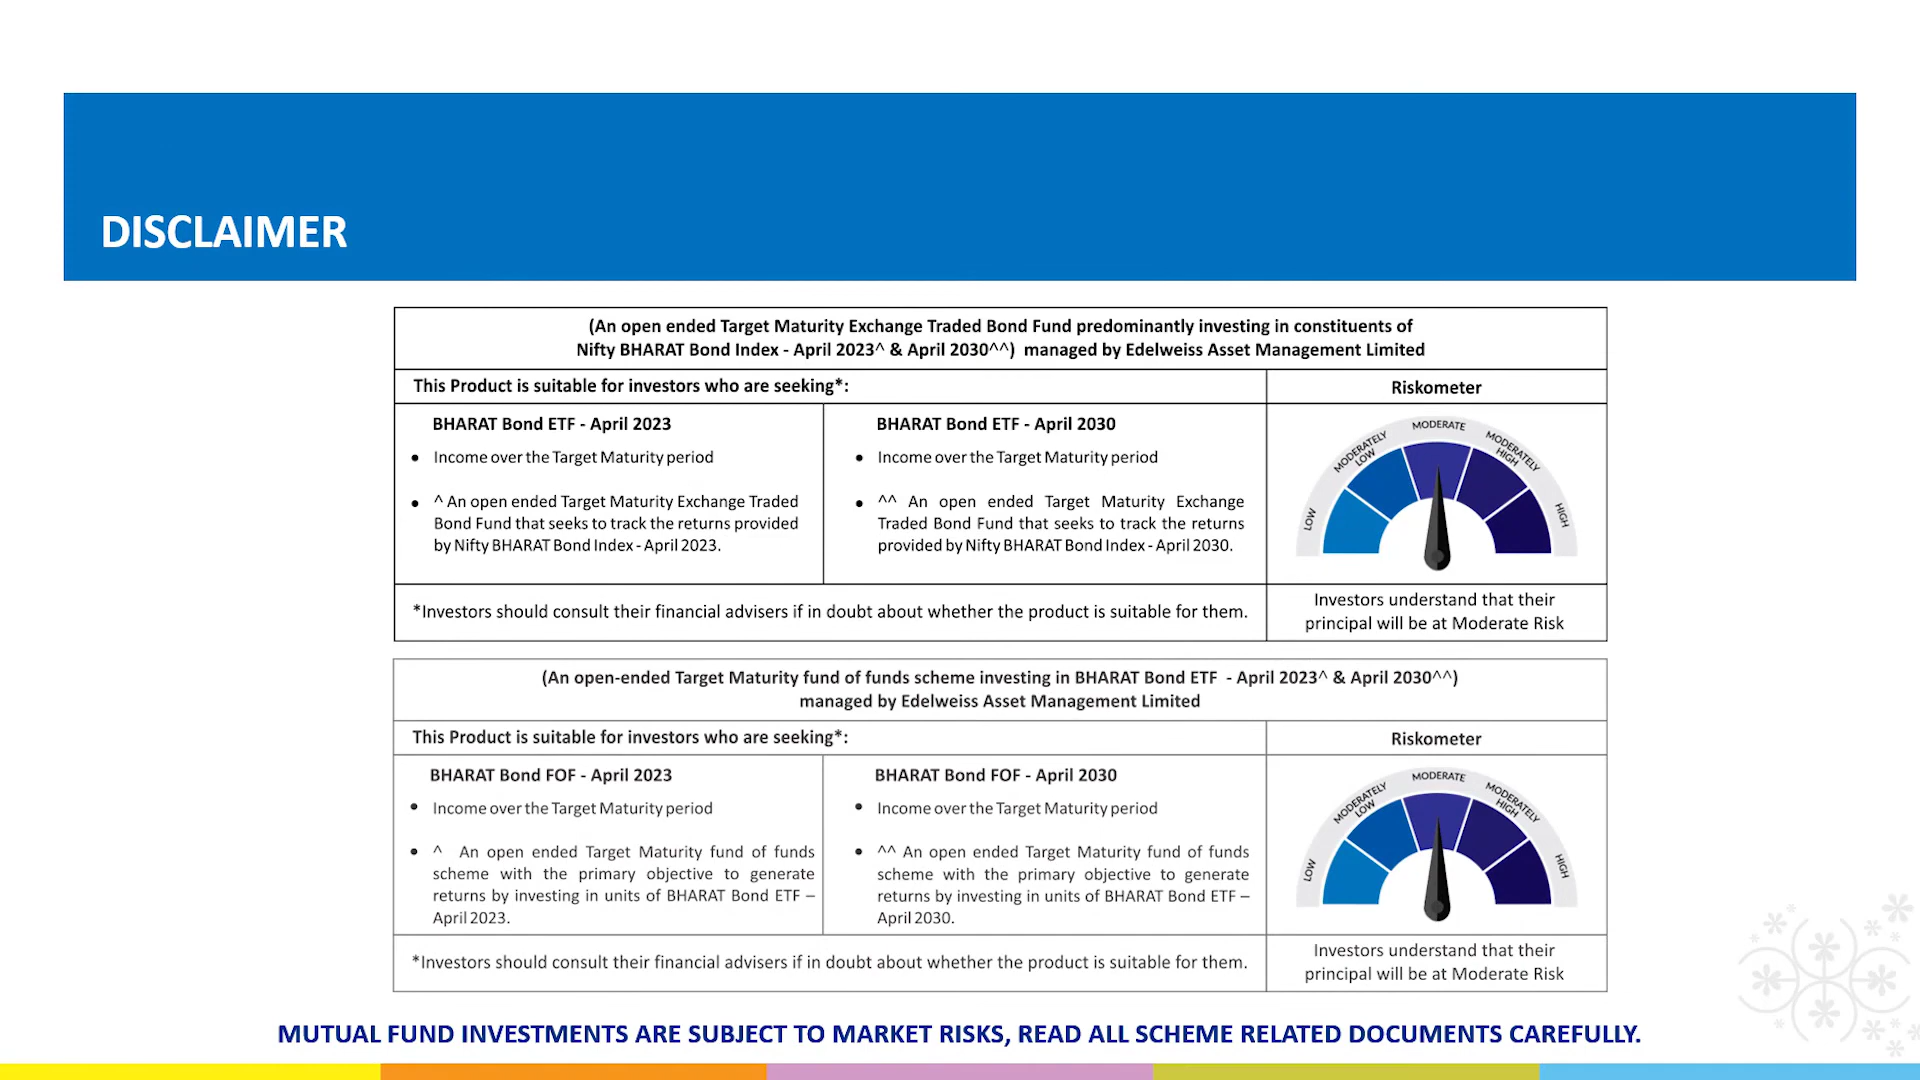 DISCLAIMER
(An open ended Target Maturity Exchange Traded Bond Fund predominantly investing in constituents of
Nifty BHARAT Bond Index - April 2023^ & April 2030^^) managed by Edelweiss Asset Management Limited
This Product is suitable for investors who are seeking*:
Riskometer
BHARAT Bond ETF - April 2023
• Income over the Target Maturity period
• ^ An open ended Target Maturity Exchange Traded
Bond Fund that seeks to track the returns provided
by Nifty BHARAT Bond Index - April 2023.
BHARAT Bond ETF - April 2030
• Income over the Target Maturity period
• ^^ An open ended Target Maturity Exchange
Traded Bond Fund that seeks to track the returns
provided by Nifty BHARAT Bond Index - April 2030.
LOW
MODERATELY
LOW
MODERATE
MODERATELY
HIGH
HIGH
*Investors should consult their financial advisers if in doubt about whether the product is suitable for them.
Investors understand that their
principal will be at Moderate Risk
(An open-ended Target Maturity fund of funds scheme investing in BHARAT Bond ETF - April 2023^ & April 2030^^)
managed by Edelweiss Asset Management Limited
This Product is suitable for investors who are seeking*:
Riskometer
BHARAT Bond FOF - April 2023
• Income over the Target Maturity period
• ^ An open ended Target Maturity fund of funds
scheme with the primary objective to generate
returns by investing in units of BHARAT Bond ETF –
April 2023.
BHARAT Bond FOF - April 2030
• Income over the Target Maturity period
• ^^ An open ended Target Maturity fund of funds
scheme with the primary objective to generate
returns by investing in units of BHARAT Bond ETF –
April 2030.
LOW
MODERATELY
LOW
MODERATE
MODERATELY
HIGH
HIGH
*Investors should consult their financial advisers if in doubt about whether the product is suitable for them.
Investors understand that their
principal will be at Moderate Risk
MUTUAL FUND INVESTMENTS ARE SUBJECT TO MARKET RISKS, READ ALL SCHEME RELATED DOCUMENTS CAREFULLY.